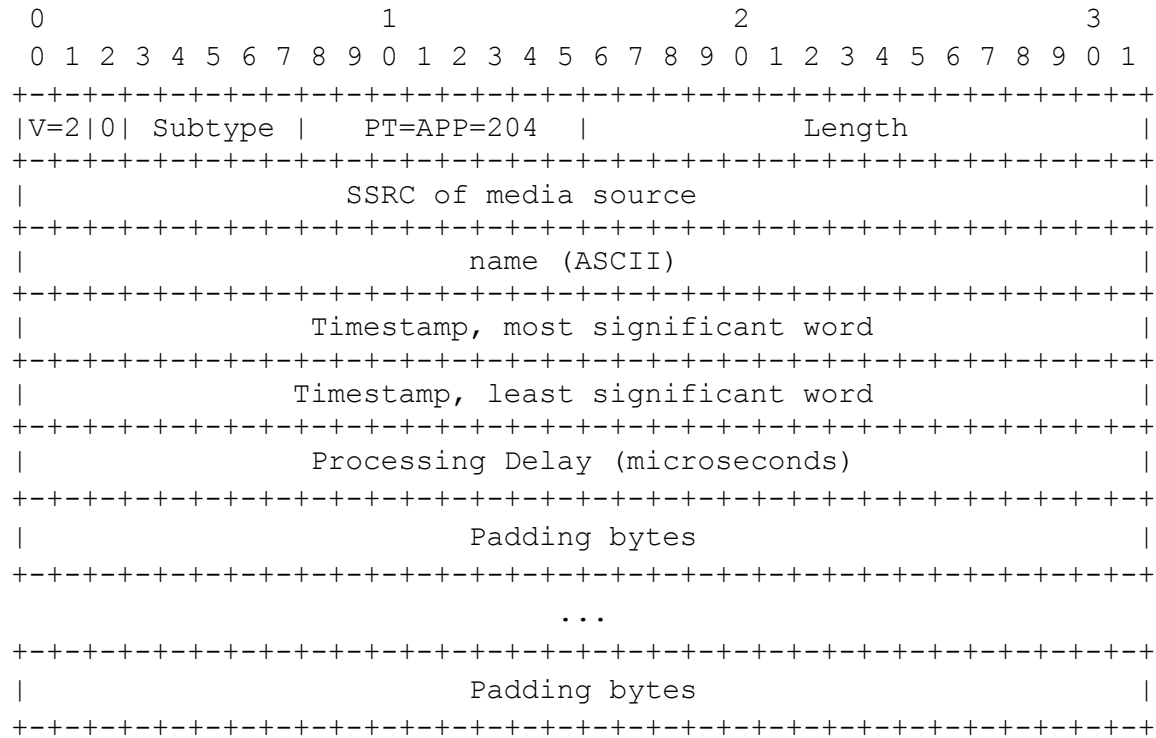 0                   1                   2                   3
0 1 2 3 4 5 6 7 8 9 0 1 2 3 4 5 6 7 8 9 0 1 2 3 4 5 6 7 8 9 0 1
+-+-+-+-+-+-+-+-+-+-+-+-+-+-+-+-+-+-+-+-+-+-+-+-+-+-+-+-+-+-+-+-+
|V=2|0| Subtype |   PT=APP=204  |             Length            |
+-+-+-+-+-+-+-+-+-+-+-+-+-+-+-+-+-+-+-+-+-+-+-+-+-+-+-+-+-+-+-+-+
|                  SSRC of media source                         |
+-+-+-+-+-+-+-+-+-+-+-+-+-+-+-+-+-+-+-+-+-+-+-+-+-+-+-+-+-+-+-+-+
|                         name (ASCII)                          |
+-+-+-+-+-+-+-+-+-+-+-+-+-+-+-+-+-+-+-+-+-+-+-+-+-+-+-+-+-+-+-+-+
|                Timestamp, most significant word               |
+-+-+-+-+-+-+-+-+-+-+-+-+-+-+-+-+-+-+-+-+-+-+-+-+-+-+-+-+-+-+-+-+
|               Timestamp, least significant word               |
+-+-+-+-+-+-+-+-+-+-+-+-+-+-+-+-+-+-+-+-+-+-+-+-+-+-+-+-+-+-+-+-+
|                Processing Delay (microseconds)                |
+-+-+-+-+-+-+-+-+-+-+-+-+-+-+-+-+-+-+-+-+-+-+-+-+-+-+-+-+-+-+-+-+
|                         Padding bytes                         |
+-+-+-+-+-+-+-+-+-+-+-+-+-+-+-+-+-+-+-+-+-+-+-+-+-+-+-+-+-+-+-+-+
...
+-+-+-+-+-+-+-+-+-+-+-+-+-+-+-+-+-+-+-+-+-+-+-+-+-+-+-+-+-+-+-+-+
|                         Padding bytes                         |
+-+-+-+-+-+-+-+-+-+-+-+-+-+-+-+-+-+-+-+-+-+-+-+-+-+-+-+-+-+-+-+-+